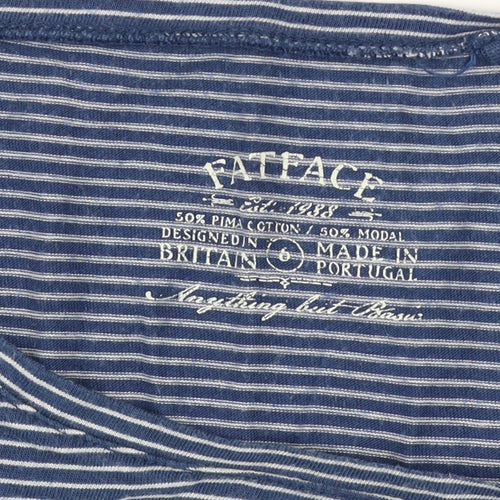 FATFACE
est. 1988
50% PIMA COTTON / 50% MODAL
DESIGNED IN 6 MADE IN
BRITAIN PORTUGAL
Anything but Basic